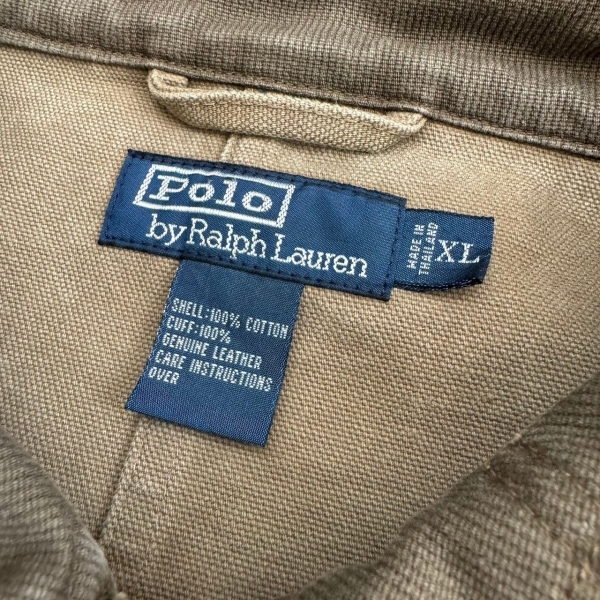 Polo
by Ralph Lauren
MADE IN
THAILAND
XL
SHELL:100% COTTON
CUFF:100%
GENUINE LEATHER
CARE INSTRUCTIONS
OVER